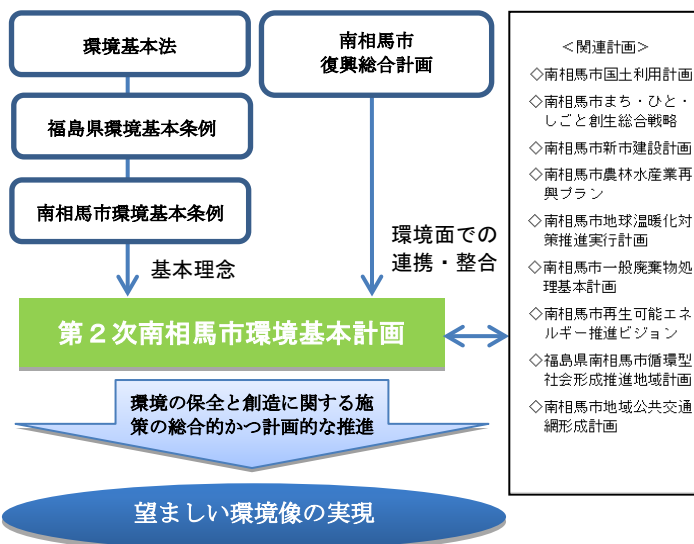 環境基本法
南相馬市
復興総合計画
福島県環境基本条例
南相馬市環境基本条例
基本理念
環境面での
連携・整合
第２次南相馬市環境基本計画
環境の保全と創造に関する施
策の総合的かつ計画的な推進
望ましい環境像の実現
＜関連計画＞
◇南相馬市国土利用計画
◇南相馬市まち・ひと・
しごと創生総合戦略
◇南相馬市新市建設計画
◇南相馬市農林水産業再
興プラン
◇南相馬市地球温暖化対
策推進実行計画
◇南相馬市一般廃棄物処
理基本計画
◇南相馬市再生可能エネ
ルギー推進ビジョン
◇福島県南相馬市循環型
社会形成推進地域計画
◇南相馬市地域公共交通
網形成計画